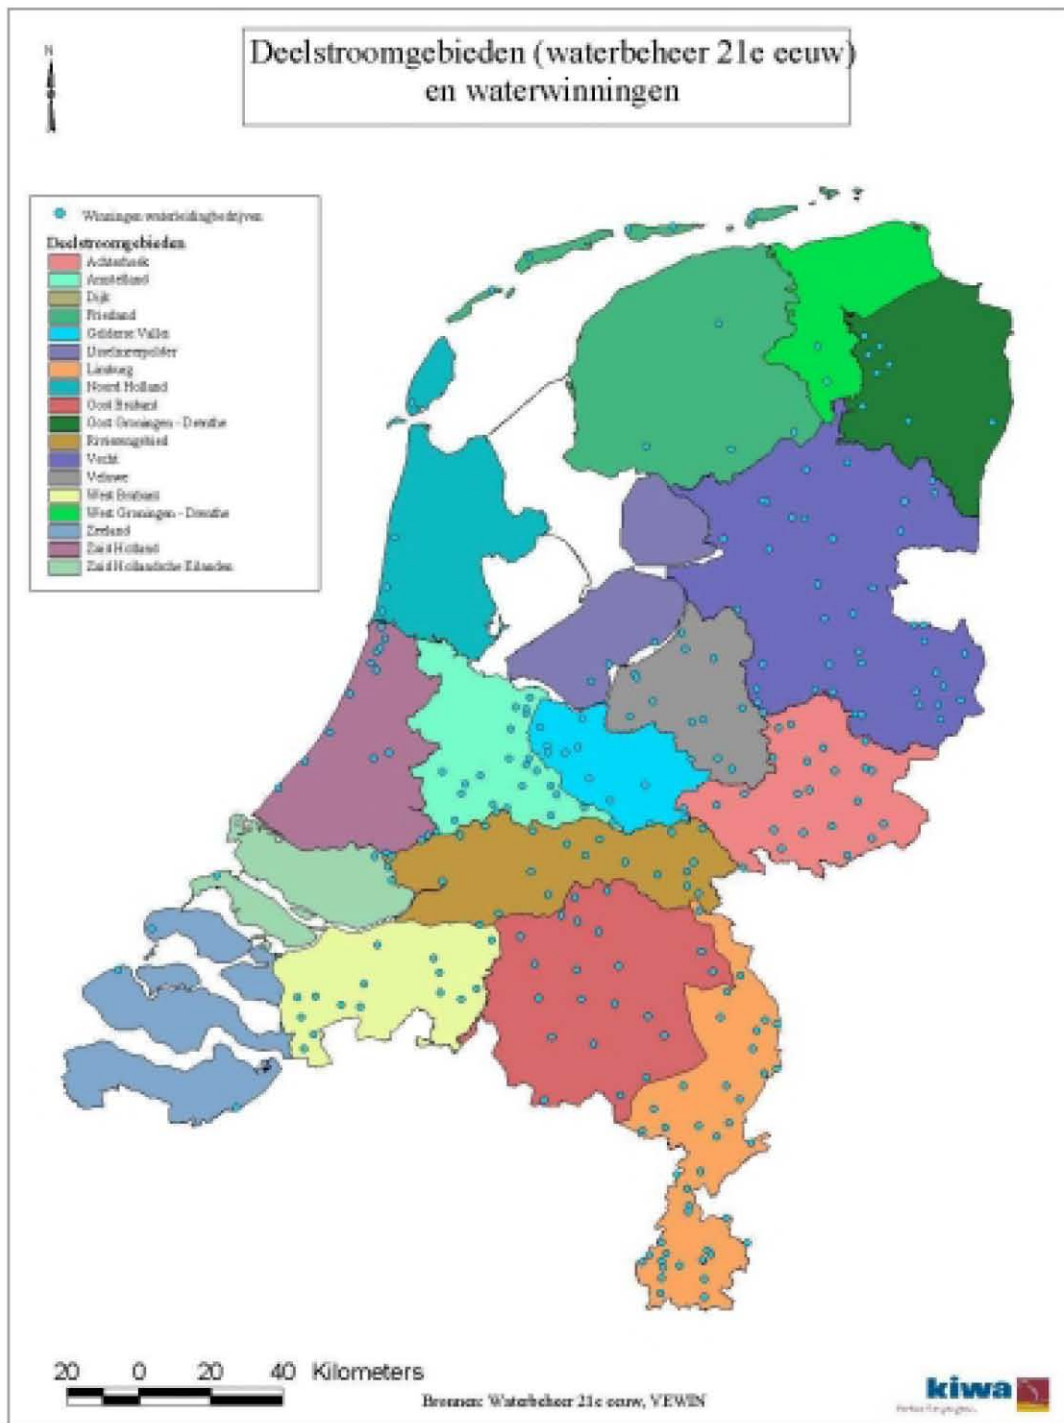 Deelstroomgebieden (waterbeheer 21e eeuw)
en waterwinningen
N
Winningen waterleidingbedrijven
Deelstroomgebieden
Achterhoek
Amstelland
Dijk
Friesland
Gelderse Vallei
IJsselmeerpolder
Limburg
Noord Holland
Oost Brabant
Oost Groningen - Drenthe
Rivierengebied
Vecht
Veluwe
West Brabant
West Groningen - Drenthe
Zeeland
Zuid Holland
Zuid Hollandsche Eilanden
20 0 20 40 Kilometers
Bronnen: Waterbeheer 21e eeuw, VEWIN
kiwa